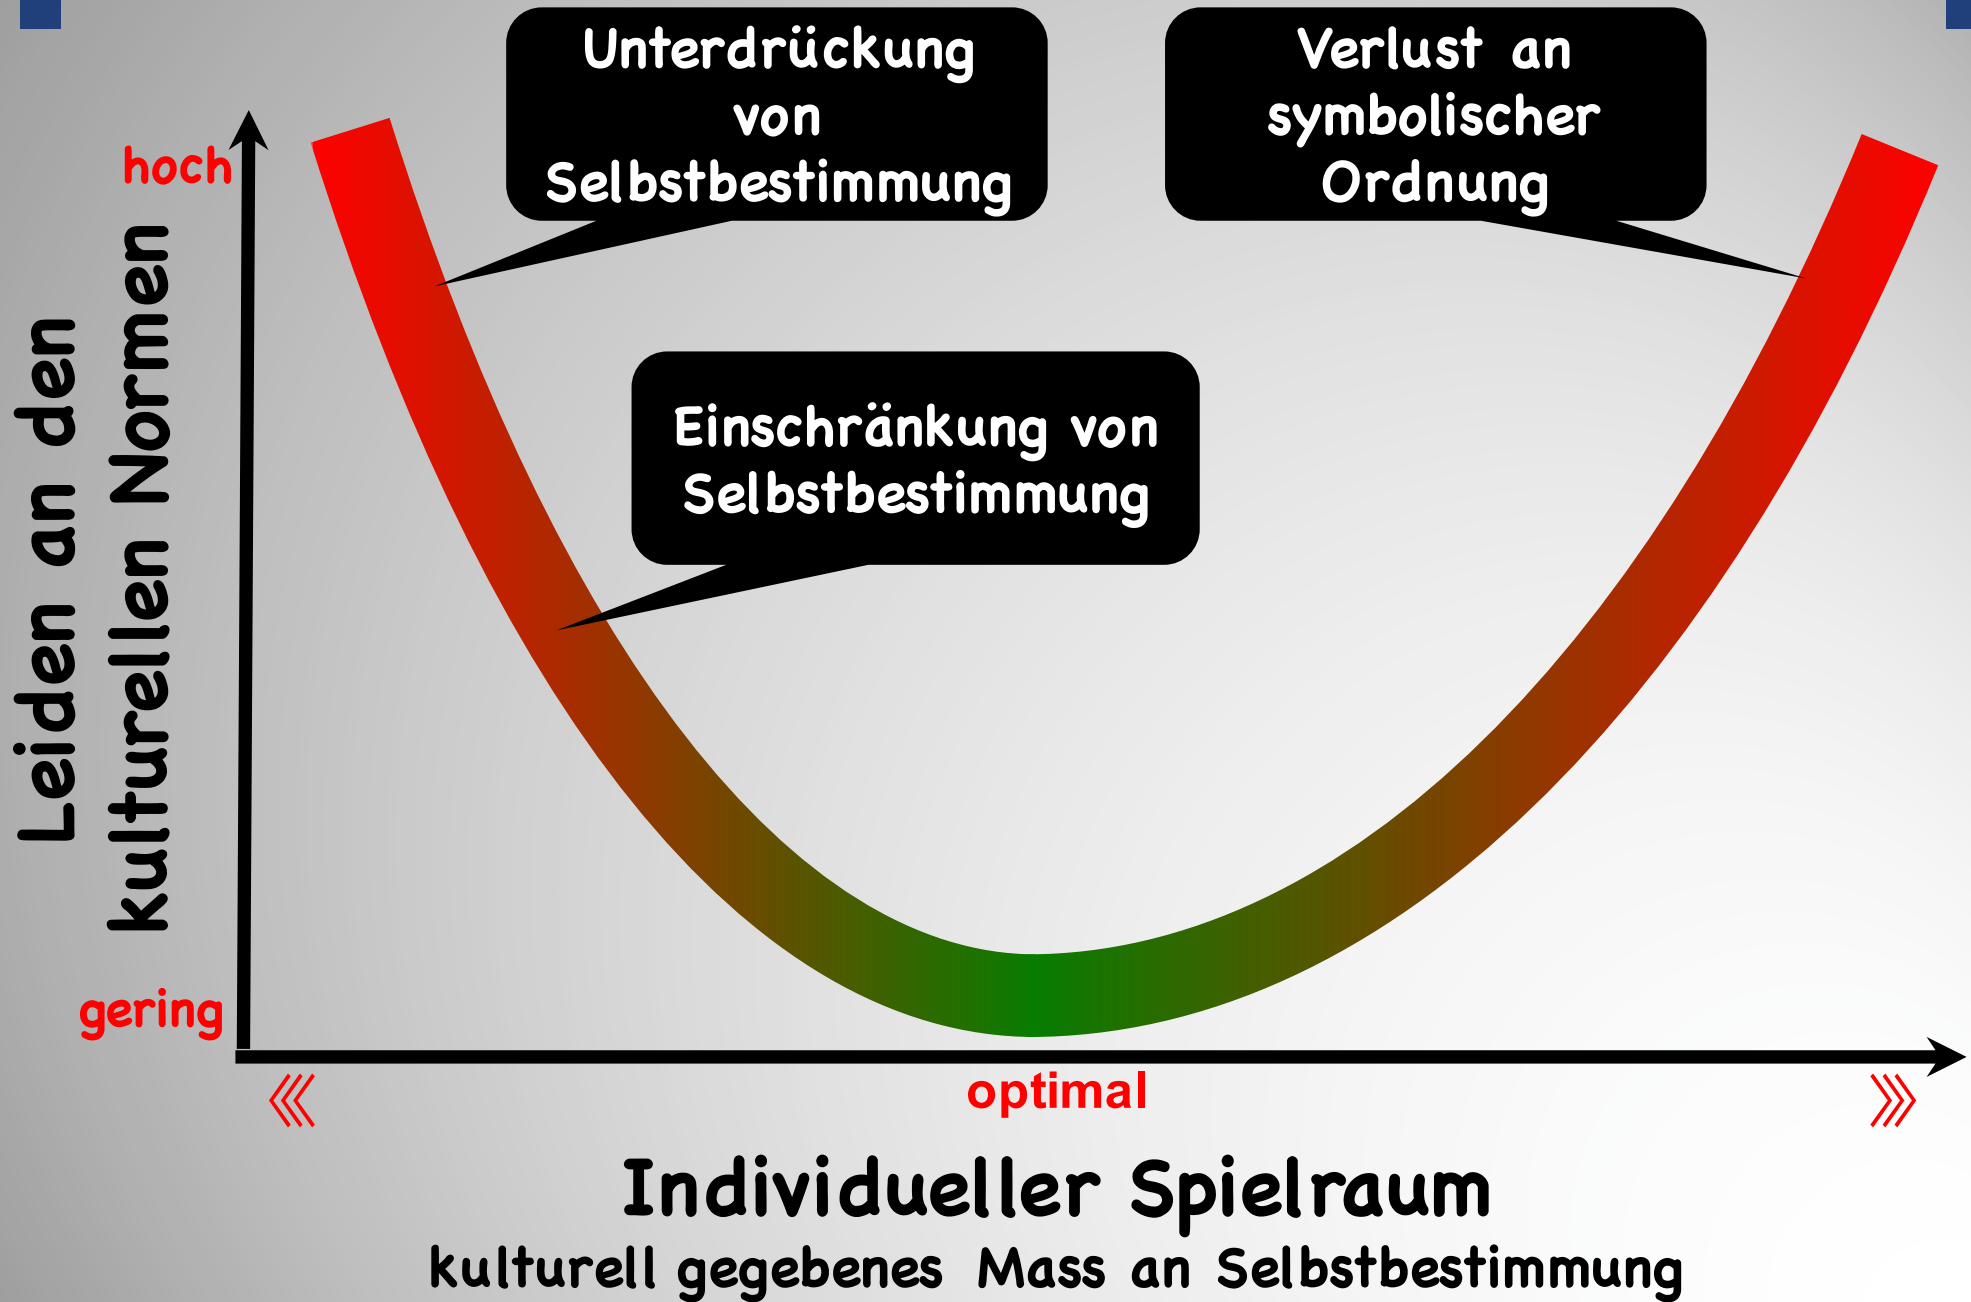 Unterdrückung
von
Selbstbestimmung
Verlust an
symbolischer
Ordnung
hoch
Einschränkung von
Selbstbestimmung
Leiden an den
kulturellen Normen
gering
optimal
Individueller Spielraum
kulturell gegebenes Mass an Selbstbestimmung